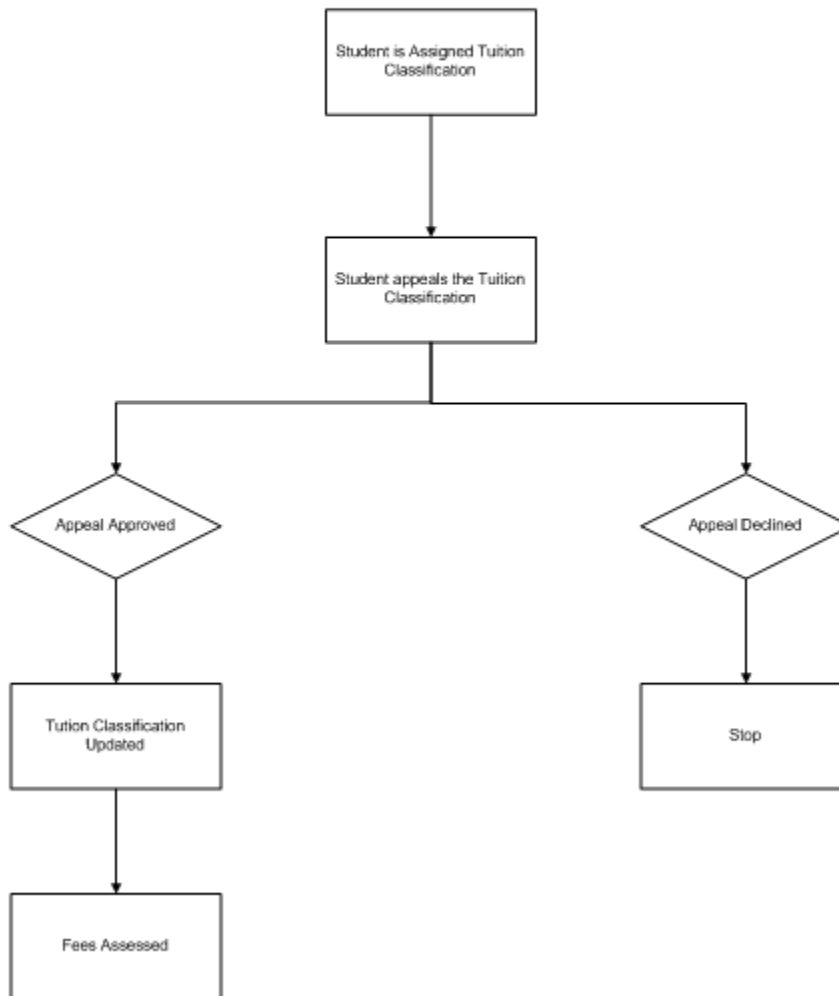 Student is Assigned Tuition
Classification
Student appeals the Tuition
Classification
Appeal Approved
Appeal Declined
Tution Classification
Updated
Stop
Fees Assessed